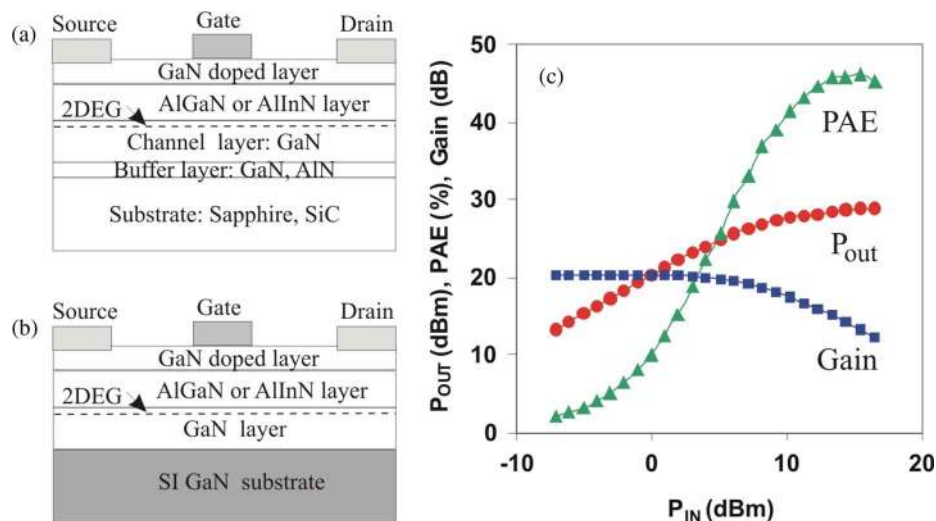 (a)
Source Gate Drain
GaN doped layer
2DEG AlGaN or AlInN layer
Channel layer: GaN
Buffer layer: GaN, AlN
Substrate: Sapphire, SiC
(b)
Source Gate Drain
GaN doped layer
2DEG AlGaN or AlInN layer
GaN layer
SI GaN substrate
(c)
POUT (dBm), PAE (%), Gain (dB)
50
40
30
20
10
0
PAE
Pout
Gain
-10 0 10 20
PIN (dBm)